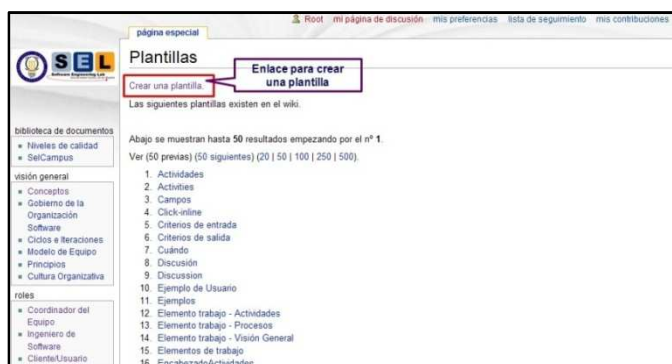 Root mi página de discusión mis preferencias lista de seguimiento mis contribuciones
página especial
SEL
Software Engineering Lab
Plantillas
Crear una plantilla.
Enlace para crear
una plantilla
Las siguientes plantillas existen en el wiki.
Abajo se muestran hasta 50 resultados empezando por el nº 1.
Ver (50 previas) (50 siguientes) (20 | 50 | 100 | 250 | 500).
1. Actividades
2. Activities
3. Campos
4. Click-inline
5. Criterios de entrada
6. Criterios de salida
7. Cuándo
8. Discusión
9. Discussion
10. Ejemplo de Usuario
11. Ejemplos
12. Elemento trabajo - Actividades
13. Elemento trabajo - Procesos
14. Elemento trabajo - Visión General
15. Elementos de trabajo
16. EncabezadoActividades
biblioteca de documentos
Niveles de calidad
SelCampus
visión general
Conceptos
Gobierno de la
Organización
Software
Ciclos e Iteraciones
Modelo de Equipo
Principios
Cultura Organizativa
roles
Coordinador del
Equipo
Ingeniero de
Software
Cliente/Usuario